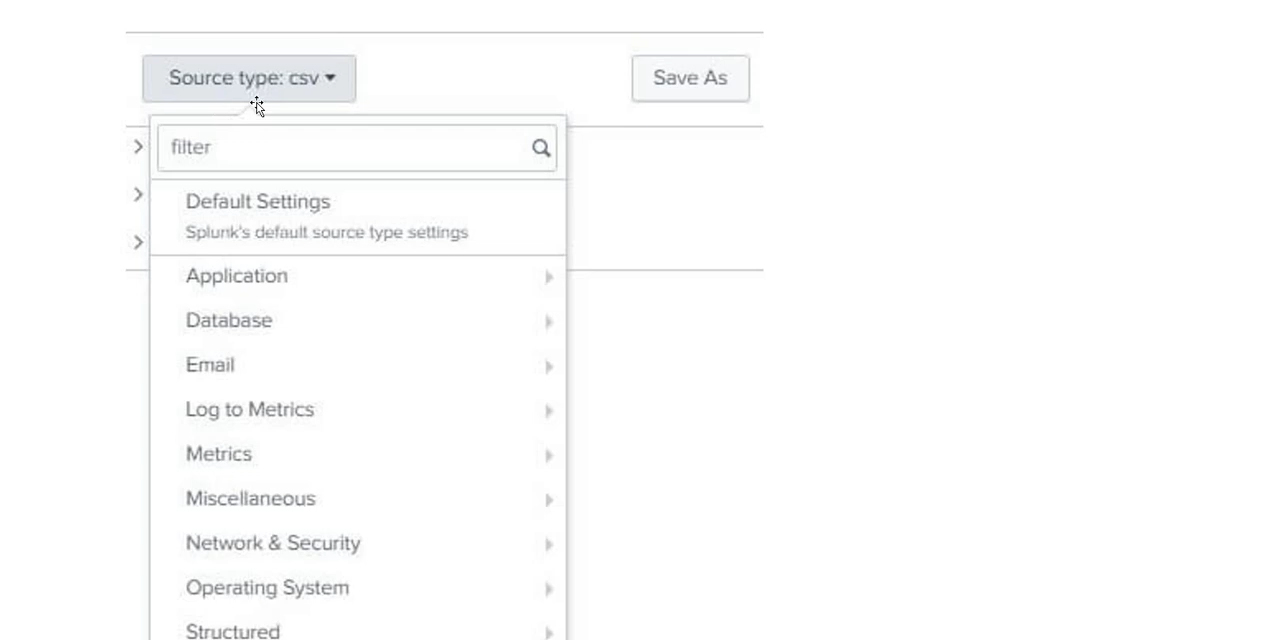 Source type: csv
Save As
filter
Default Settings
Splunk's default source type settings
Application
Database
Email
Log to Metrics
Metrics
Miscellaneous
Network & Security
Operating System
Structured